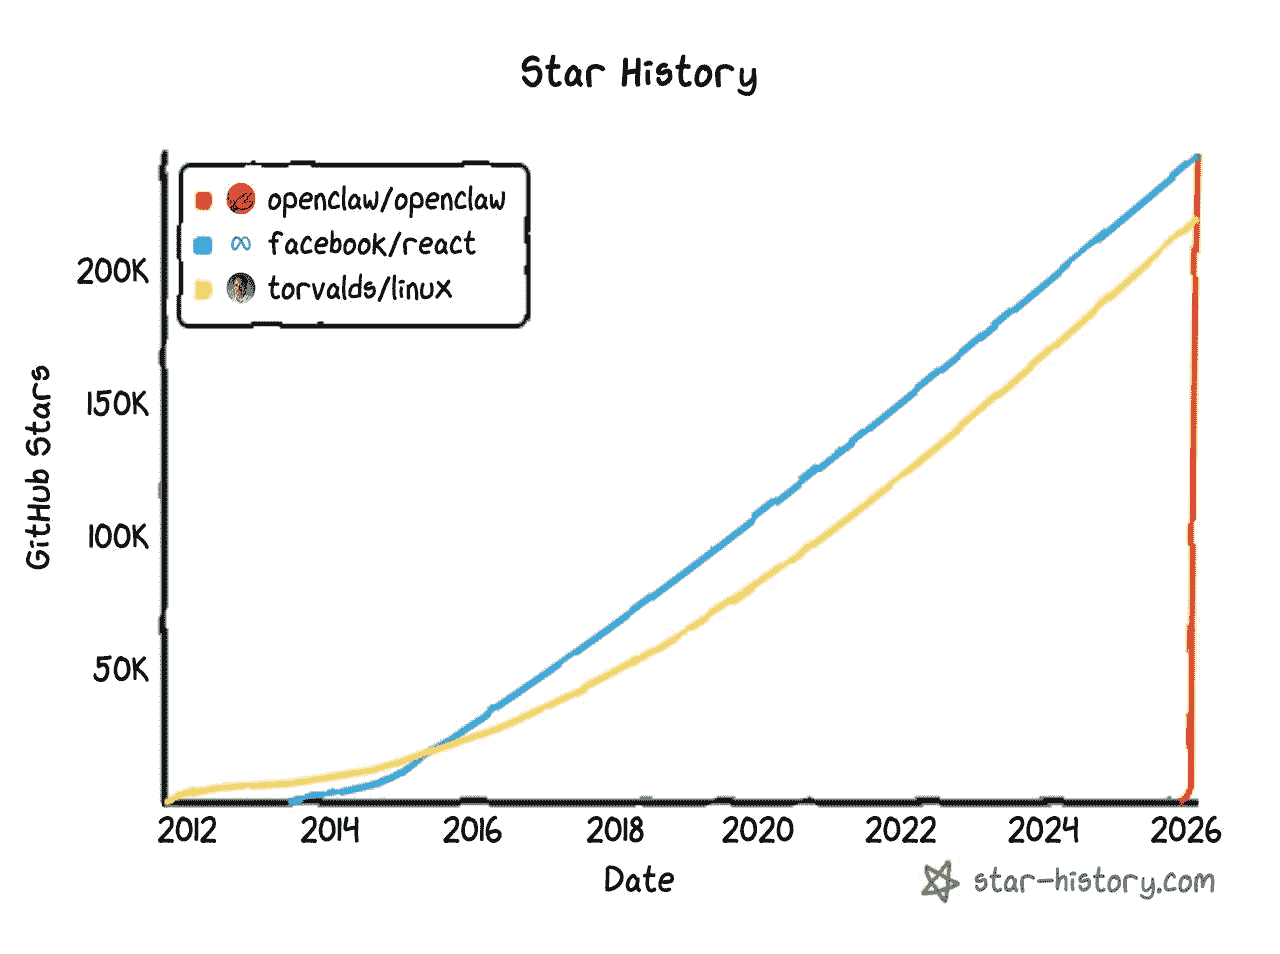 Star History
openclaw/openclaw
facebook/react
torvalds/linux
GitHub Stars
200K
150K
100K
50K
2012 2014 2016 2018 2020 2022 2024 2026
Date
star-history.com